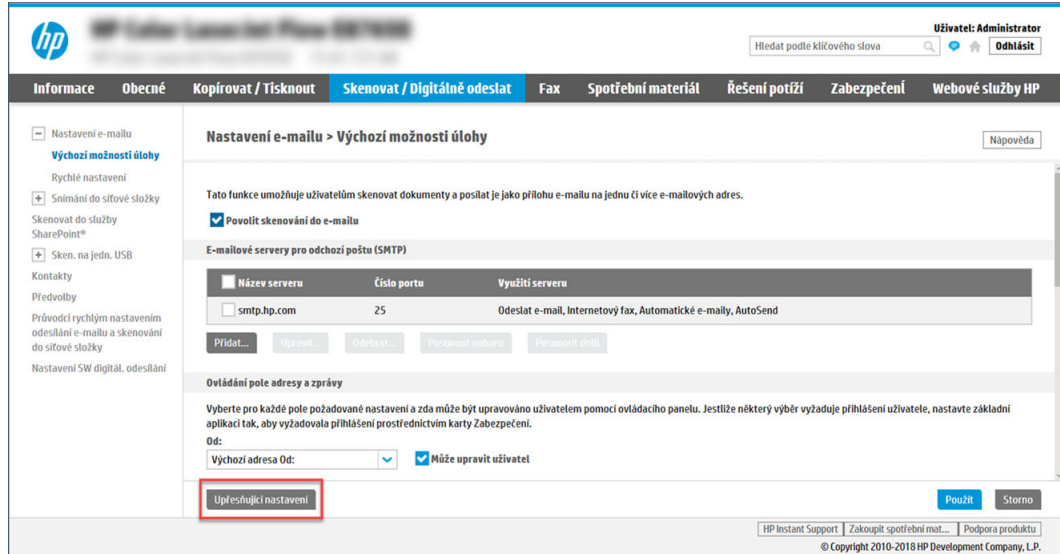 hp
Uživatel: Administrator
Hledat podle klíčového slova
Odhlásit
Informace Obecné Kopírovat / Tisknout Skenovat / Digitálně odeslat Fax Spotřební materiál Řešení potíží Zabezpečení Webové služby HP
Nastavení e-mailu
Výchozí možnosti úlohy
Rychlé nastavení
Snímání do síťové složky
Skenovat do služby
SharePoint®
Sken. na jedn. USB
Kontakty
Předvolby
Průvodci rychlým nastavením
odesílání e-mailu a skenování
do síťové složky
Nastavení SW digitál. odesílání
Nastavení e-mailu > Výchozí možnosti úlohy
Nápověda
Tato funkce umožňuje uživatelům skenovat dokumenty a posílat je jako přílohu e-mailu na jednu či více e-mailových adres.
Povolit skenování do e-mailu
E-mailové servery pro odchozí poštu (SMTP)
Název serveru Číslo portu Využití serveru
smtp.hp.com 25 Odeslat e-mail, Internetový fax, Automatické e-maily, AutoSend
Přidat... Upravit... Odebrat... Posunout nahoru Posunout dolů
Ovládání pole adresy a zprávy
Vyberte pro každé pole požadované nastavení a zda může být upravováno uživatelem pomocí ovládacího panelu. Jestliže některý výběr vyžaduje přihlášení uživatele, nastavte základní
aplikaci tak, aby vyžadovala přihlášení prostřednictvím karty Zabezpečení.
Od:
Výchozí adresa Od:
Může upravit uživatel
Upřesňující nastavení
Použít Storno
HP Instant Support Zakoupit spotřební mat... Podpora produktu
© Copyright 2010-2018 HP Development Company, L.P.